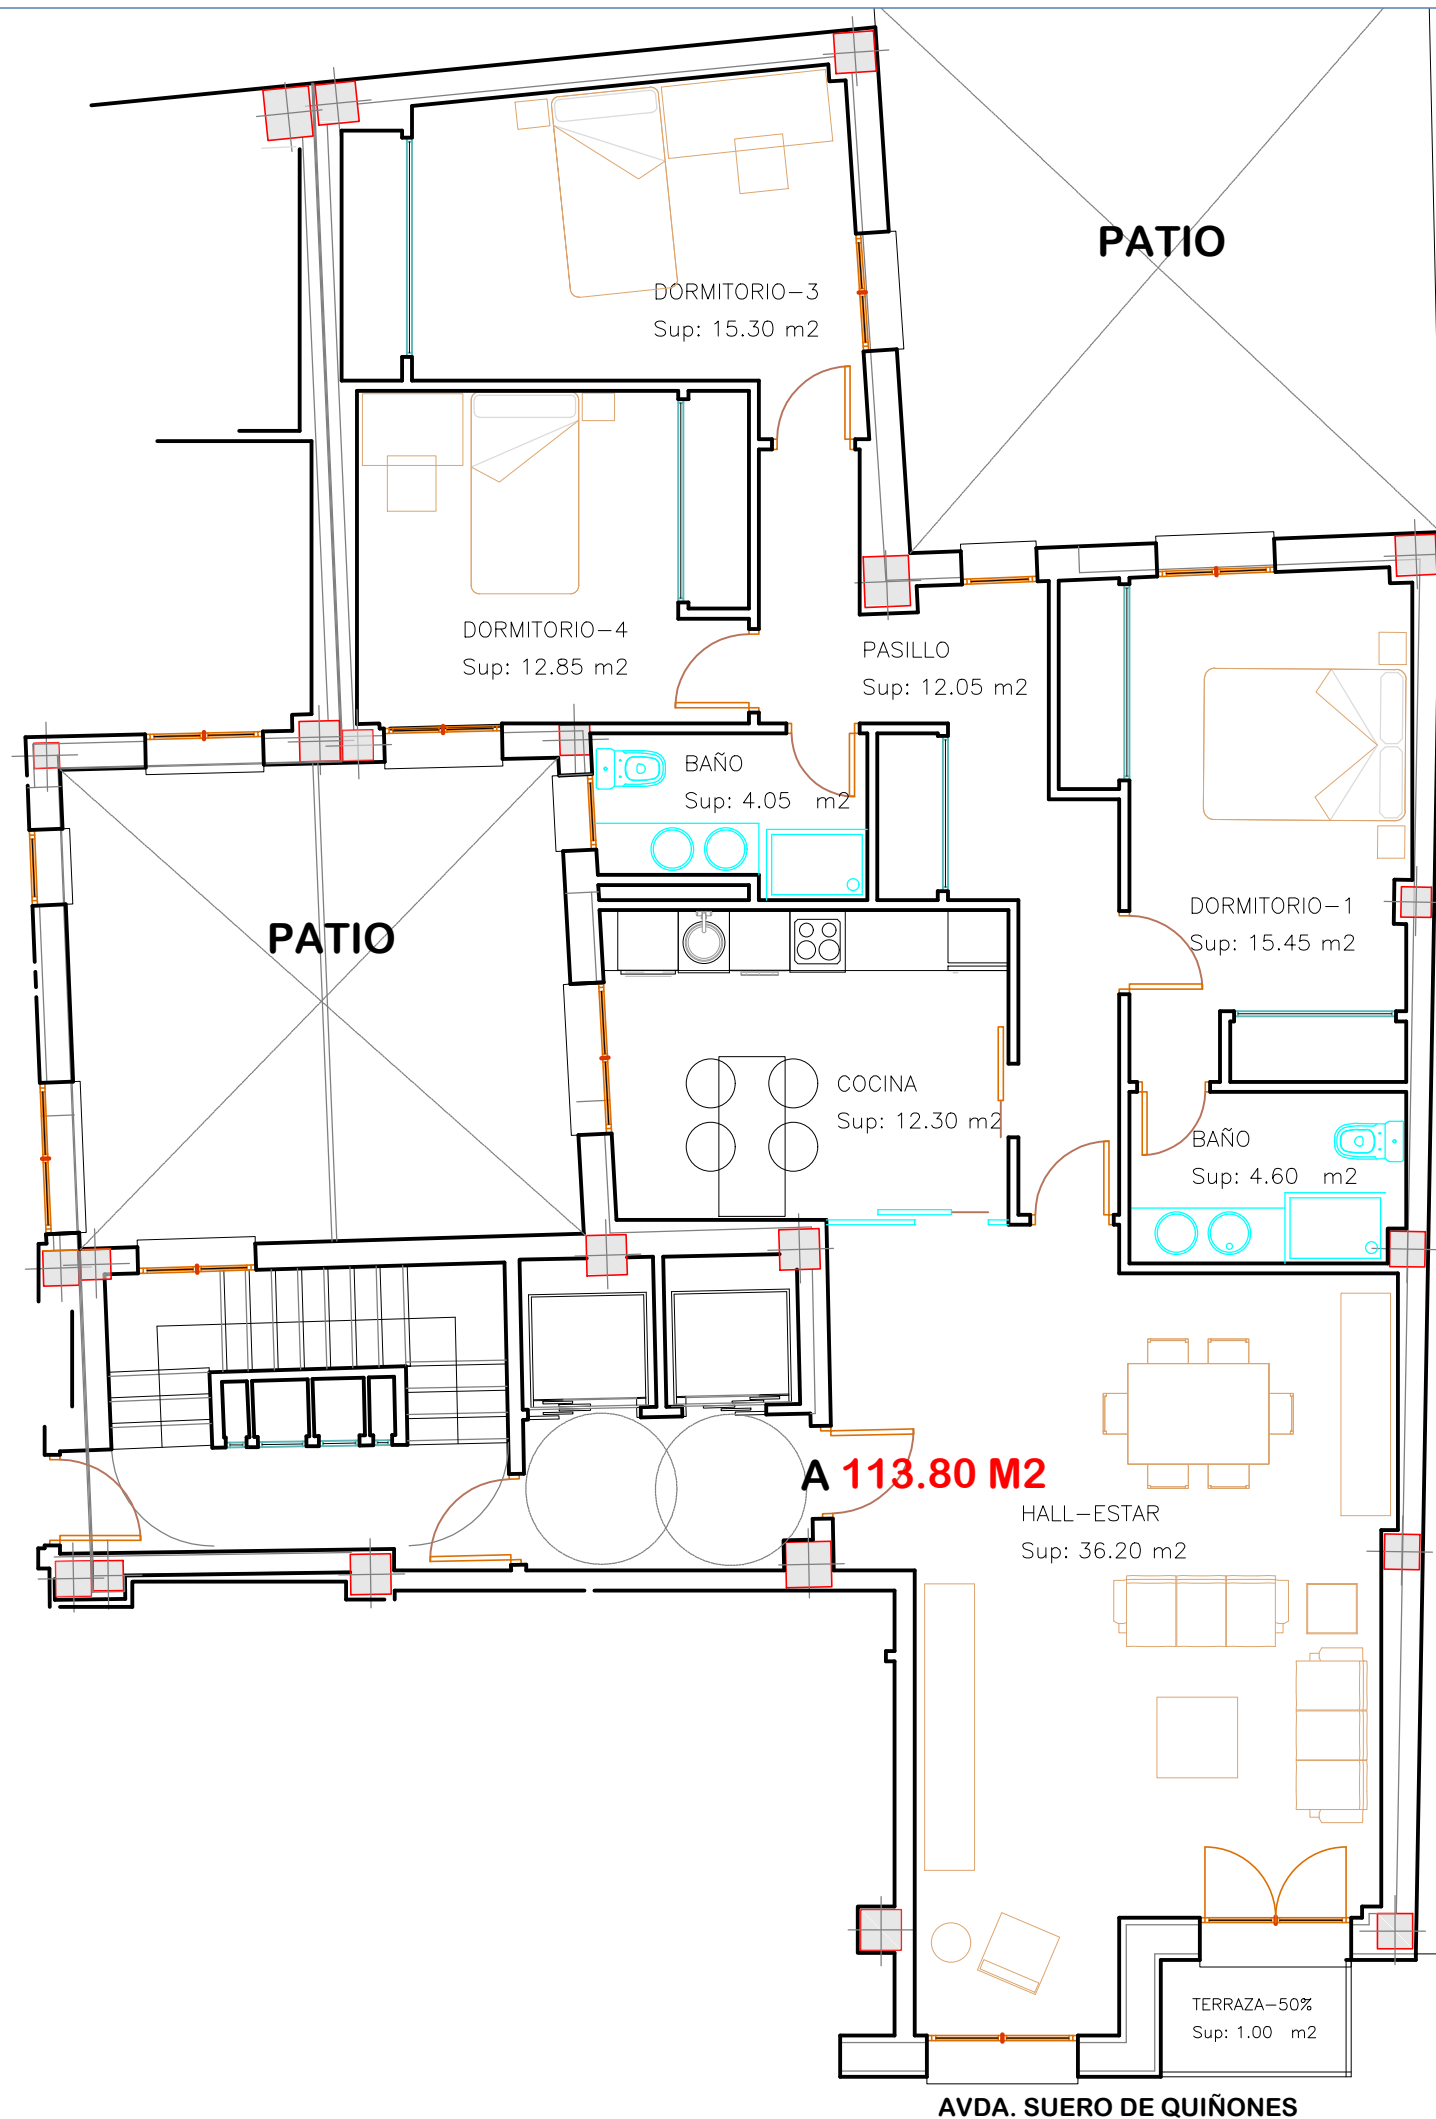 PATIO
DORMITORIO-3
Sup: 15.30 m2
DORMITORIO-4
Sup: 12.85 m2
PASILLO
Sup: 12.05 m2
BAÑO
Sup: 4.05 m2
DORMITORIO-1
Sup: 15.45 m2
PATIO
COCINA
Sup: 12.30 m2
BAÑO
Sup: 4.60 m2
A 113.80 M2
HALL-ESTAR
Sup: 36.20 m2
TERRAZA-50%
Sup: 1.00 m2
AVDA. SUERO DE QUIÑONES